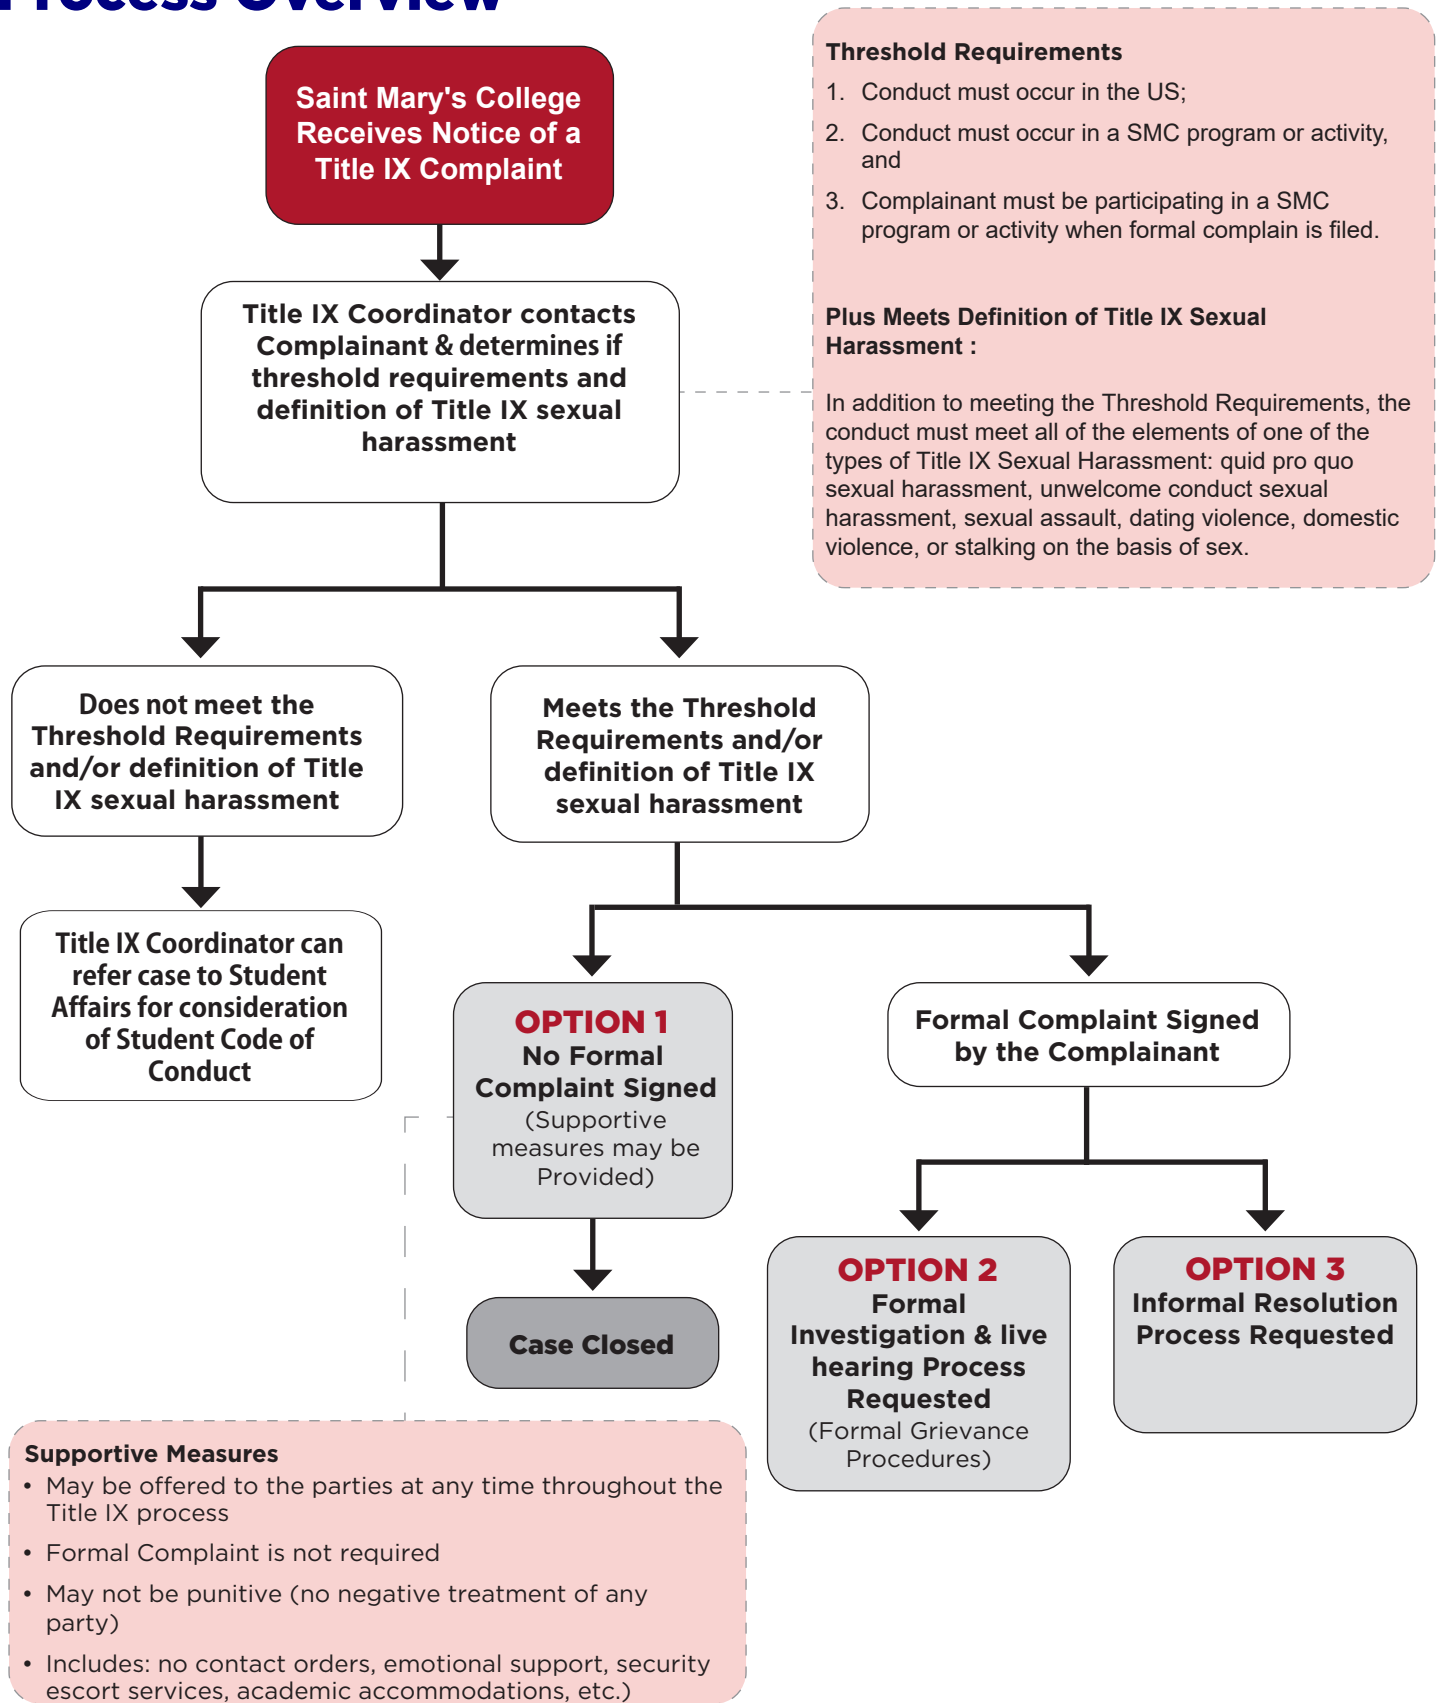 Process Overview
Saint Mary's College
Receives Notice of a
Title IX Complaint
Threshold Requirements
1. Conduct must occur in the US;
2. Conduct must occur in a SMC program or activity,
and
3. Complainant must be participating in a SMC
program or activity when formal complain is filed.
Plus Meets Definition of Title IX Sexual
Harassment :
In addition to meeting the Threshold Requirements, the
conduct must meet all of the elements of one of the
types of Title IX Sexual Harassment: quid pro quo
sexual harassment, unwelcome conduct sexual
harassment, sexual assault, dating violence, domestic
violence, or stalking on the basis of sex.
Title IX Coordinator contacts
Complainant & determines if
threshold requirements and
definition of Title IX sexual
harassment
Does not meet the
Threshold Requirements
and/or definition of Title
IX sexual harassment
Meets the Threshold
Requirements and/or
definition of Title IX
sexual harassment
Title IX Coordinator can
refer case to Student
Affairs for consideration
of Student Code of
Conduct
OPTION 1
No Formal
Complaint Signed
(Supportive
measures may be
Provided)
Formal Complaint Signed
by the Complainant
Case Closed
OPTION 2
Formal
Investigation & live
hearing Process
Requested
(Formal Grievance
Procedures)
OPTION 3
Informal Resolution
Process Requested
Supportive Measures
• May be offered to the parties at any time throughout the
Title IX process
• Formal Complaint is not required
• May not be punitive (no negative treatment of any
party)
• Includes: no contact orders, emotional support, security
escort services, academic accommodations, etc.)